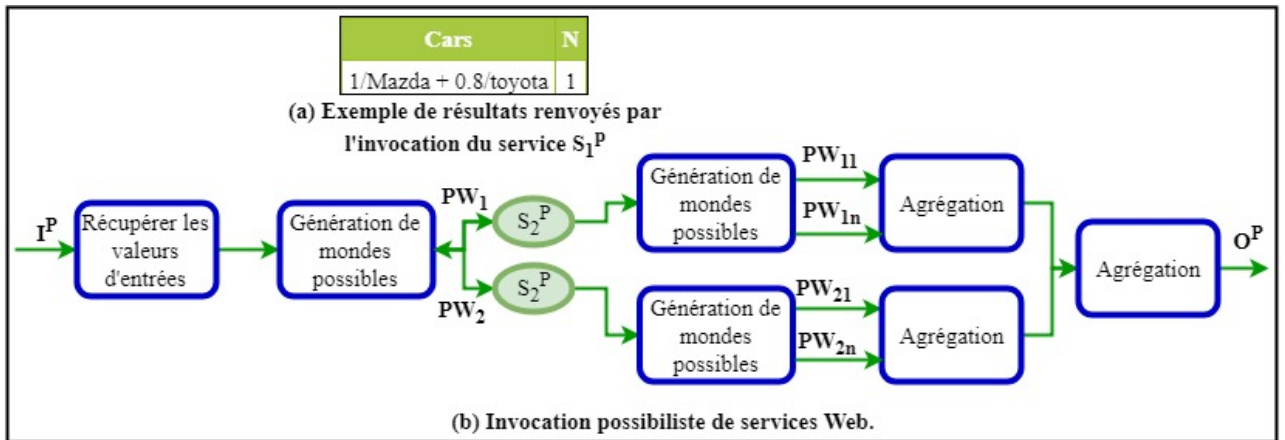 Cars N
1/Mazda + 0.8/toyota 1
(a) Exemple de résultats renvoyés par
l'invocation du service S₁ᴾ
Iᴾ
Récupérer les
valeurs
d'entrées
Génération de
mondes
possibles
PW₁
S₂ᴾ
PW₂
S₂ᴾ
Génération de
mondes
possibles
PW₁₁
PW₁ₙ
Agrégation
Génération de
mondes
possibles
PW₂₁
PW₂ₙ
Agrégation
Agrégation
Oᴾ
(b) Invocation possibiliste de services Web.